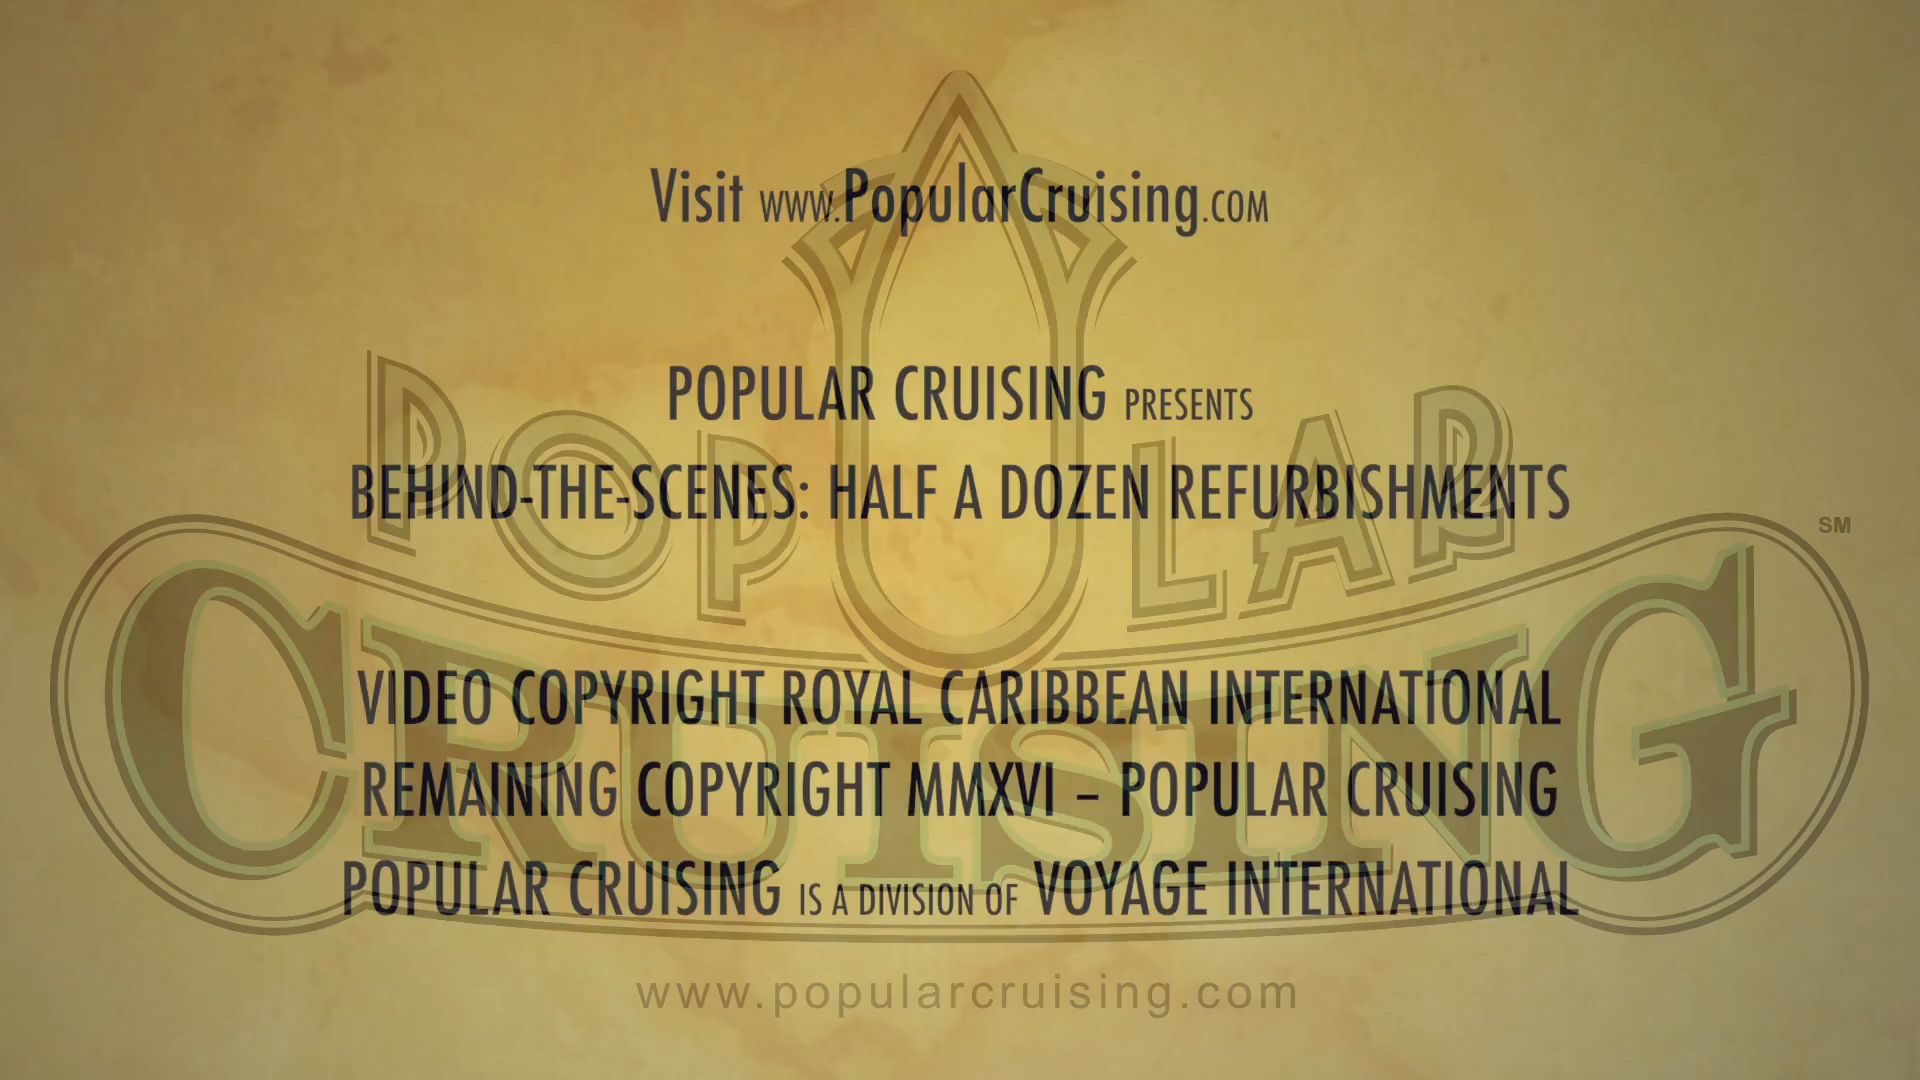 Visit www.PopularCruising.com
POPULAR CRUISING PRESENTS
POPULAR
BEHIND-THE-SCENES: HALF A DOZEN REFURBISHMENTS
SM
CRUISING
VIDEO COPYRIGHT ROYAL CARIBBEAN INTERNATIONAL
REMAINING COPYRIGHT MMXVI – POPULAR CRUISING
POPULAR CRUISING IS A DIVISION OF VOYAGE INTERNATIONAL
www.popularcruising.com